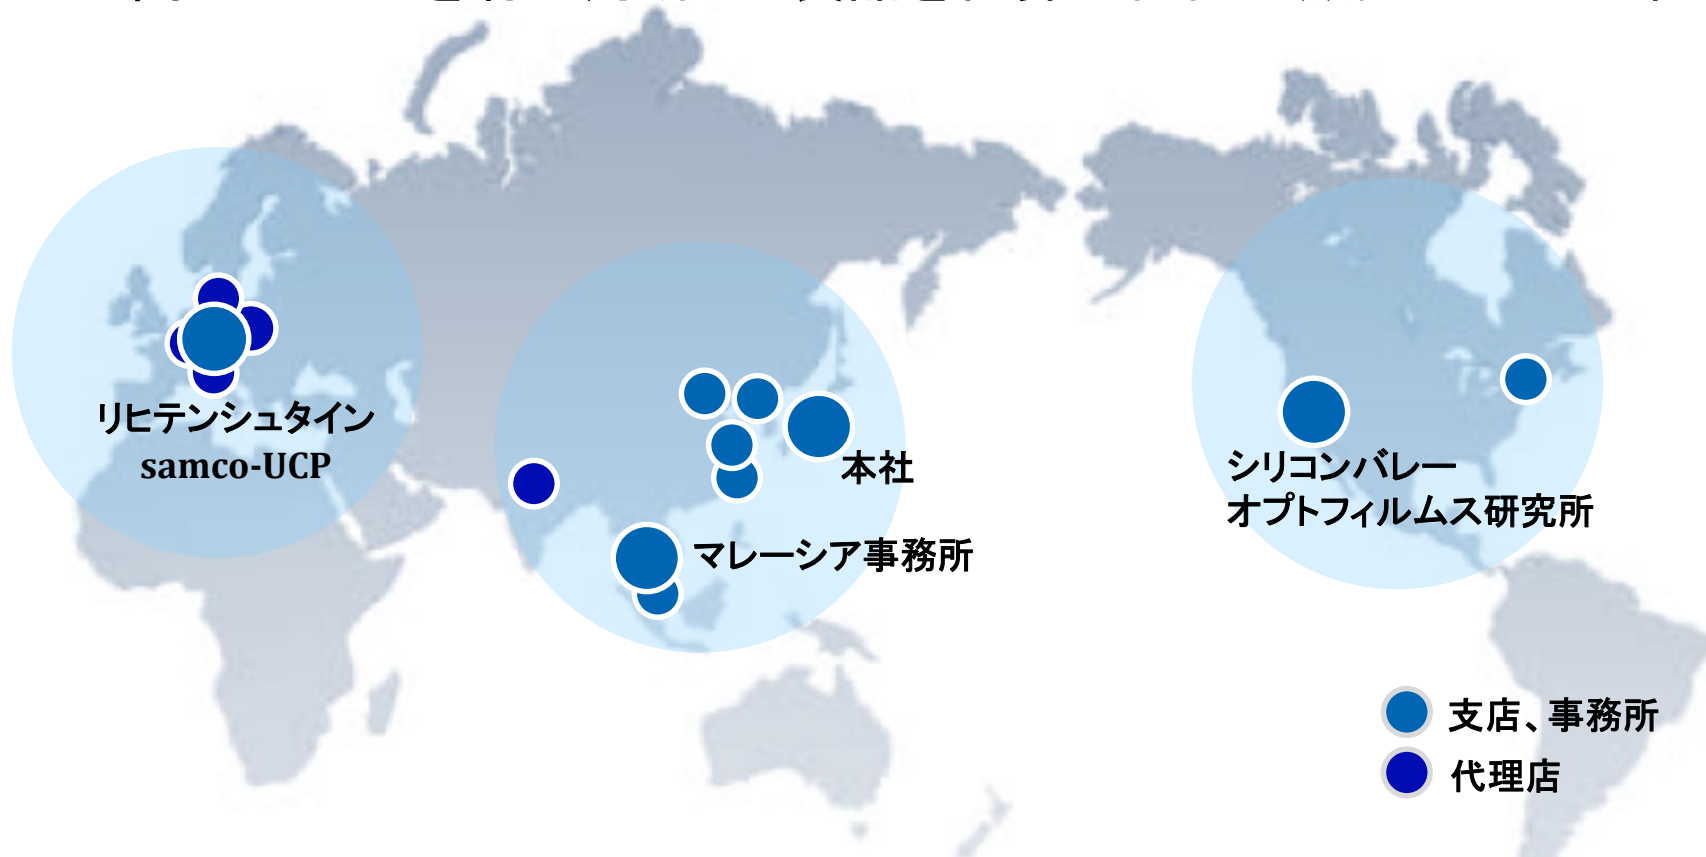 リヒテンシュタイン
samco-UCP
本社
マレーシア事務所
シリコンバレー
オプトフィルムス研究所
支店、事務所
代理店